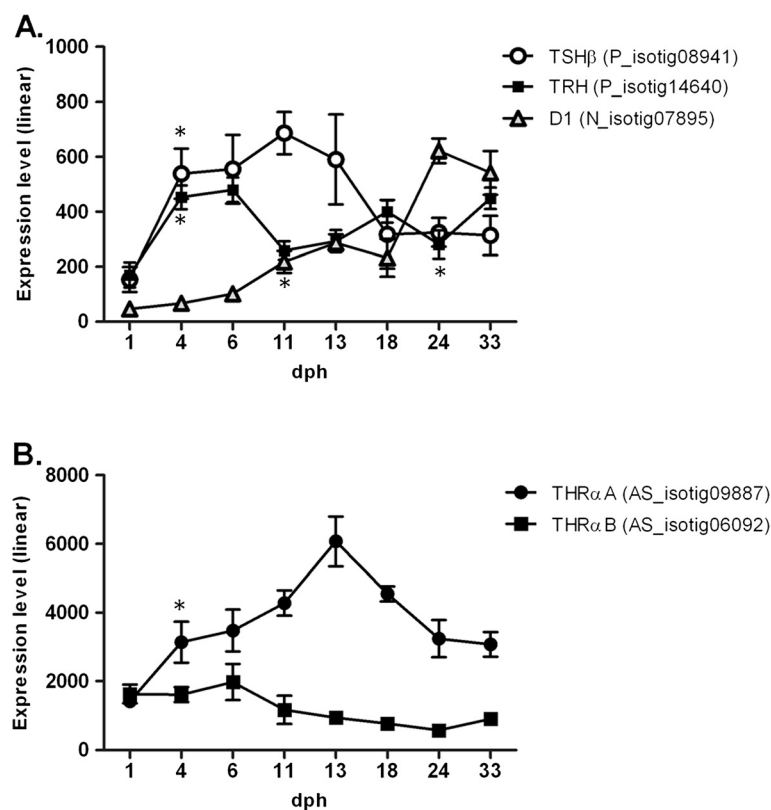 A.
1000
800
600
400
200
0
Expression level (linear)
* * * *
1 4 6 11 13 18 24 33
dph
TSHβ (P_isotig08941)
TRH (P_isotig14640)
D1 (N_isotig07895)
B.
8000
6000
4000
2000
0
Expression level (linear)
*
1 4 6 11 13 18 24 33
dph
THRαA (AS_isotig09887)
THRαB (AS_isotig06092)